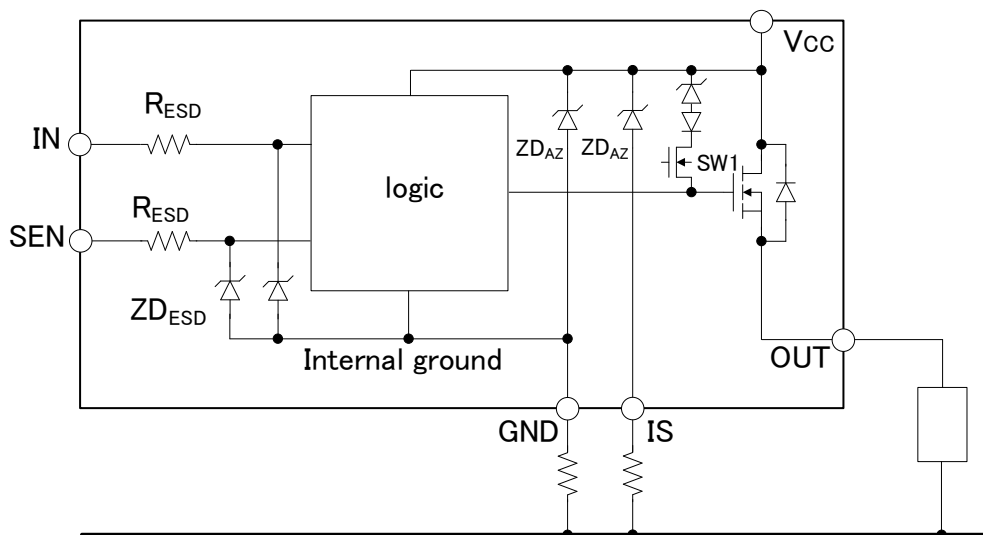 VCC
RESD
IN
ZDAZ
ZDAZ
SW1
logic
RESD
SEN
ZDESD
Internal ground
OUT
GND
IS